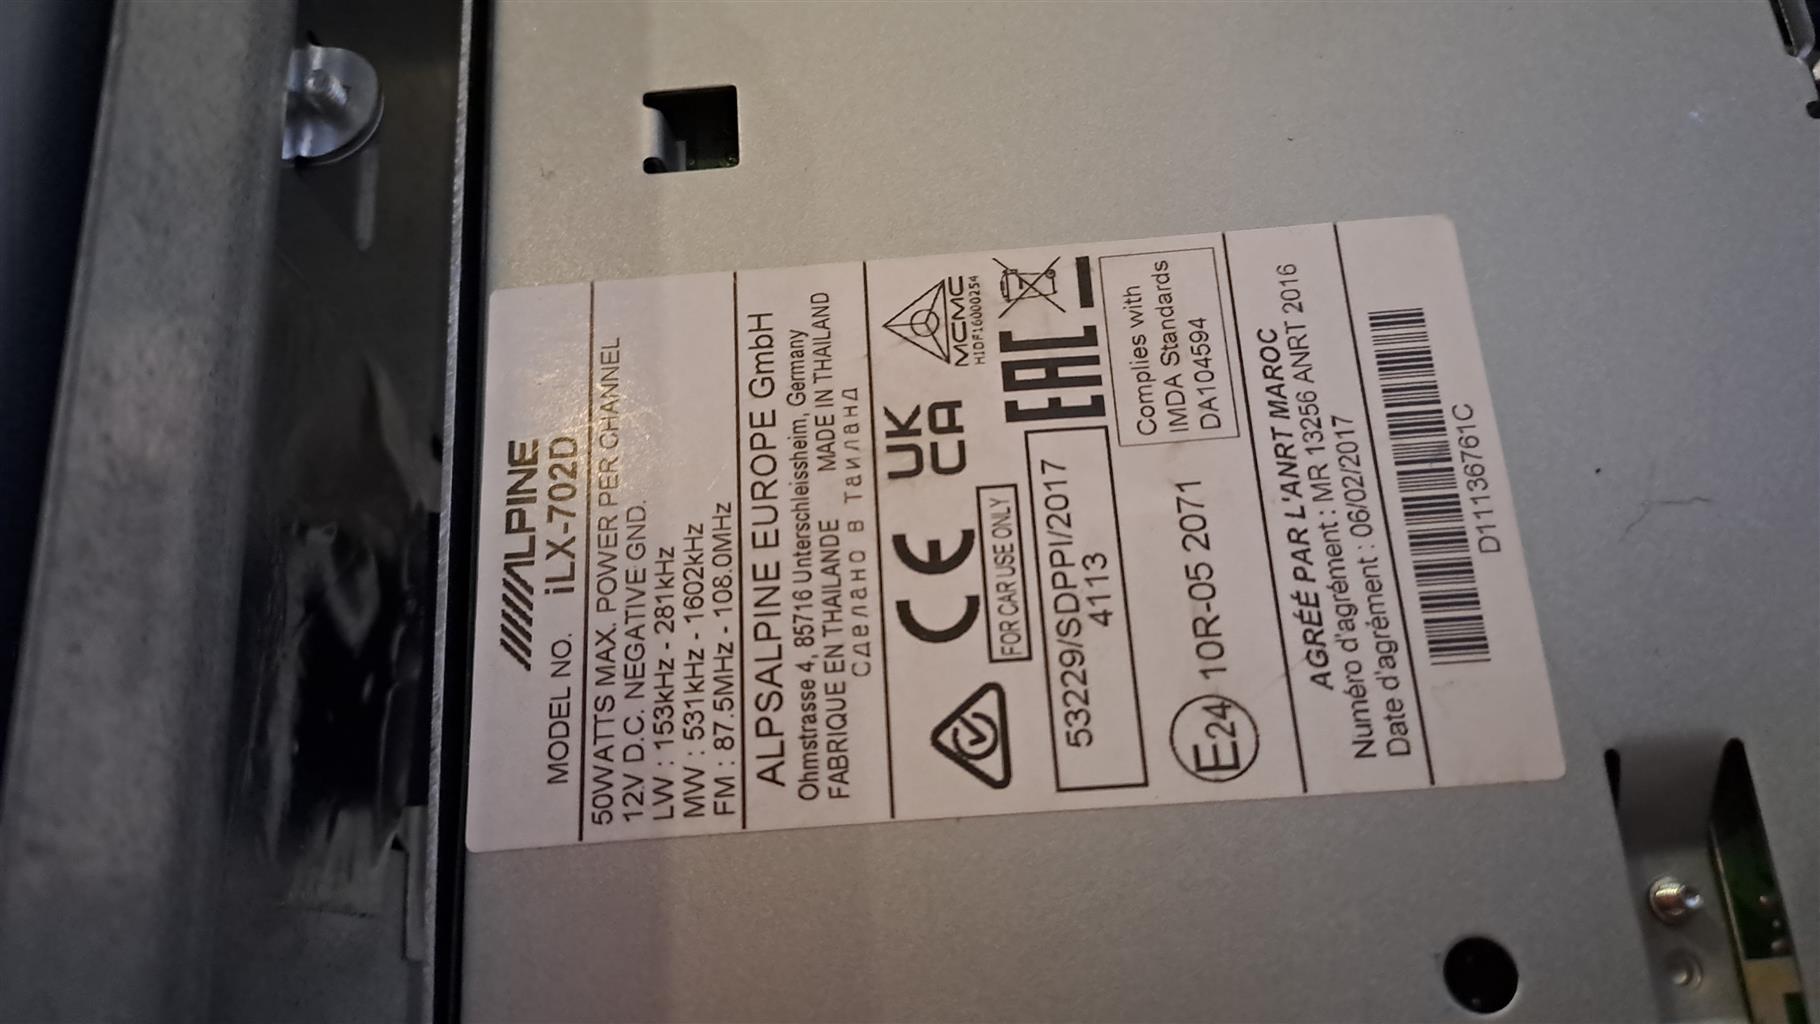 ALPINE
MODEL NO. iLX-702D
50WATTS MAX. POWER PER CHANNEL
12V D.C. NEGATIVE GND.
LW : 153kHz - 281kHz
MW : 531kHz - 1602kHz
FM : 87.5MHz - 108.0MHz
ALPSALPINE EUROPE GmbH
Ohmstrasse 4, 85716 Unterschleissheim, Germany
FABRIQUE EN THAILANDE MADE IN THAILAND
Сделано в Таиланд
CE
UK
CA
MCMC
HIDF16000254
FOR CAR USE ONLY
EAC
53229/SDPPI/2017
4113
Complies with
IMDA Standards
DA104594
E24 10R-05 2071
AGRÉÉ PAR L'ANRT MAROC
Numéro d'agrément : MR 13256 ANRT 2016
Date d'agrément : 06/02/2017
D111367761C